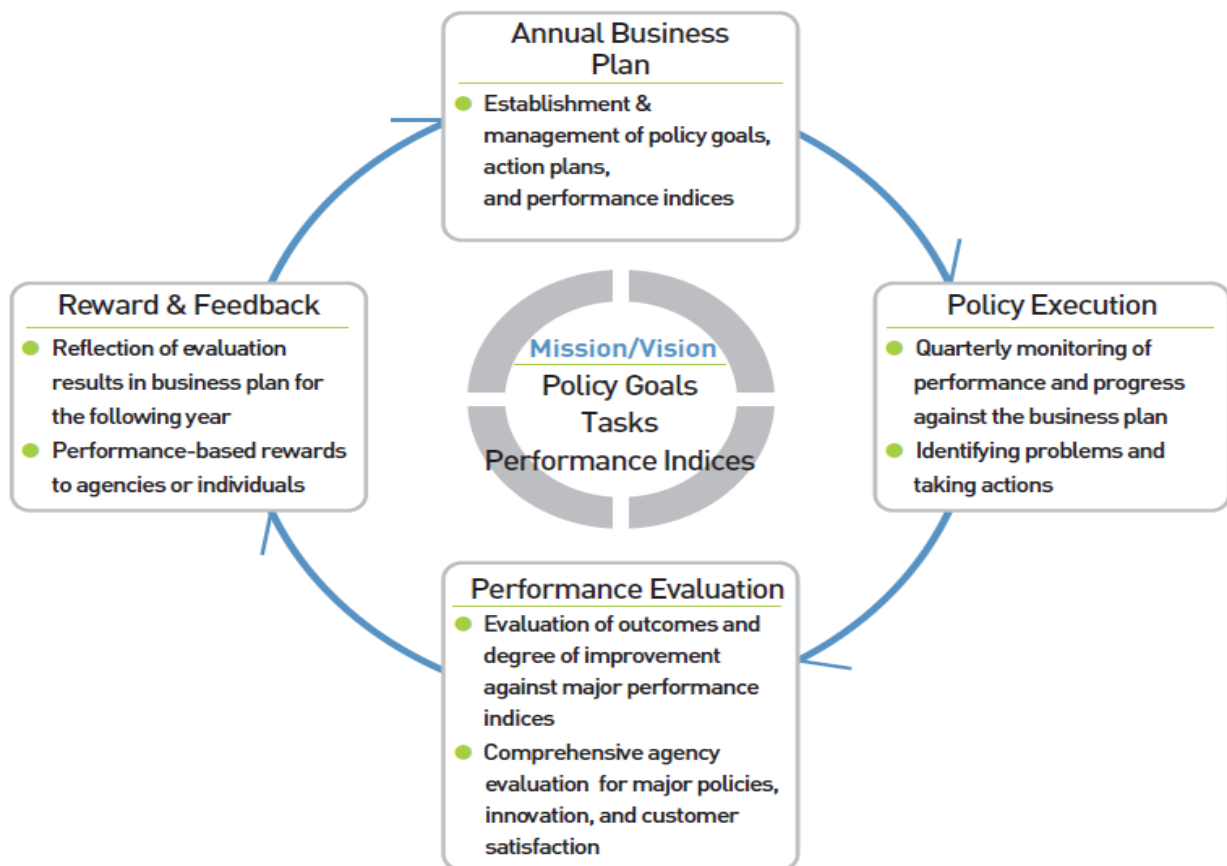 Annual Business
Plan
Establishment &
management of policy goals,
action plans,
and performance indices
Reward & Feedback
Reflection of evaluation
results in business plan for
the following year
Performance-based rewards
to agencies or individuals
Mission/Vision
Policy Goals
Tasks
Performance Indices
Policy Execution
Quarterly monitoring of
performance and progress
against the business plan
Identifying problems and
taking actions
Performance Evaluation
Evaluation of outcomes and
degree of improvement
against major performance
indices
Comprehensive agency
evaluation for major policies,
innovation, and customer
satisfaction